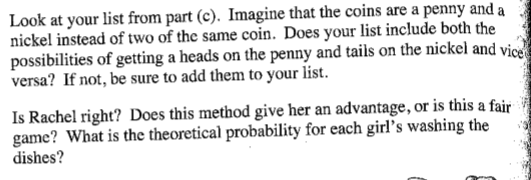 Look at your list from part (c). Imagine that the coins are a penny and a
nickel instead of two of the same coin. Does your list include both the
possibilities of getting a heads on the penny and tails on the nickel and vice
versa? If not, be sure to add them to your list.
Is Rachel right? Does this method give her an advantage, or is this a fair
game? What is the theoretical probability for each girl's washing the
dishes?